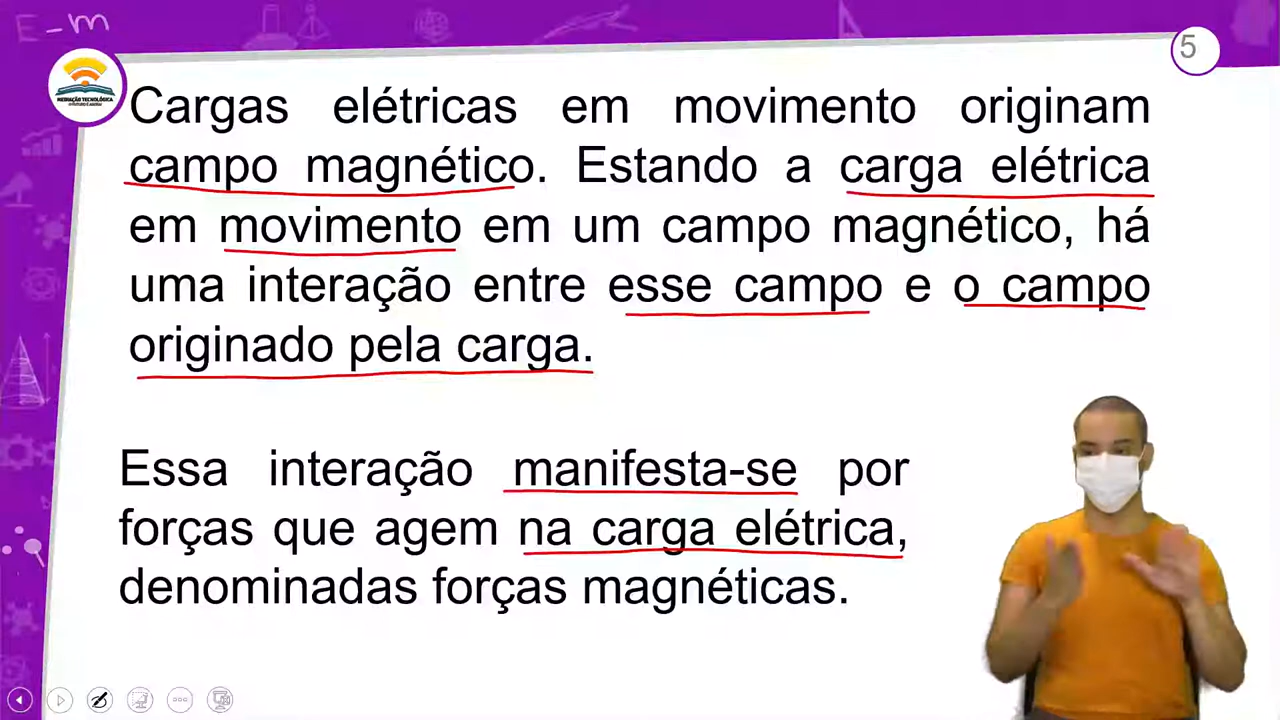 E-m
5
MEDIAÇÃO TECNOLÓGICA
Cargas elétricas em movimento originam
campo magnético. Estando a carga elétrica
em movimento em um campo magnético, há
uma interação entre esse campo e o campo
originado pela carga.
Essa interação manifesta-se por
forças que agem na carga elétrica,
denominadas forças magnéticas.